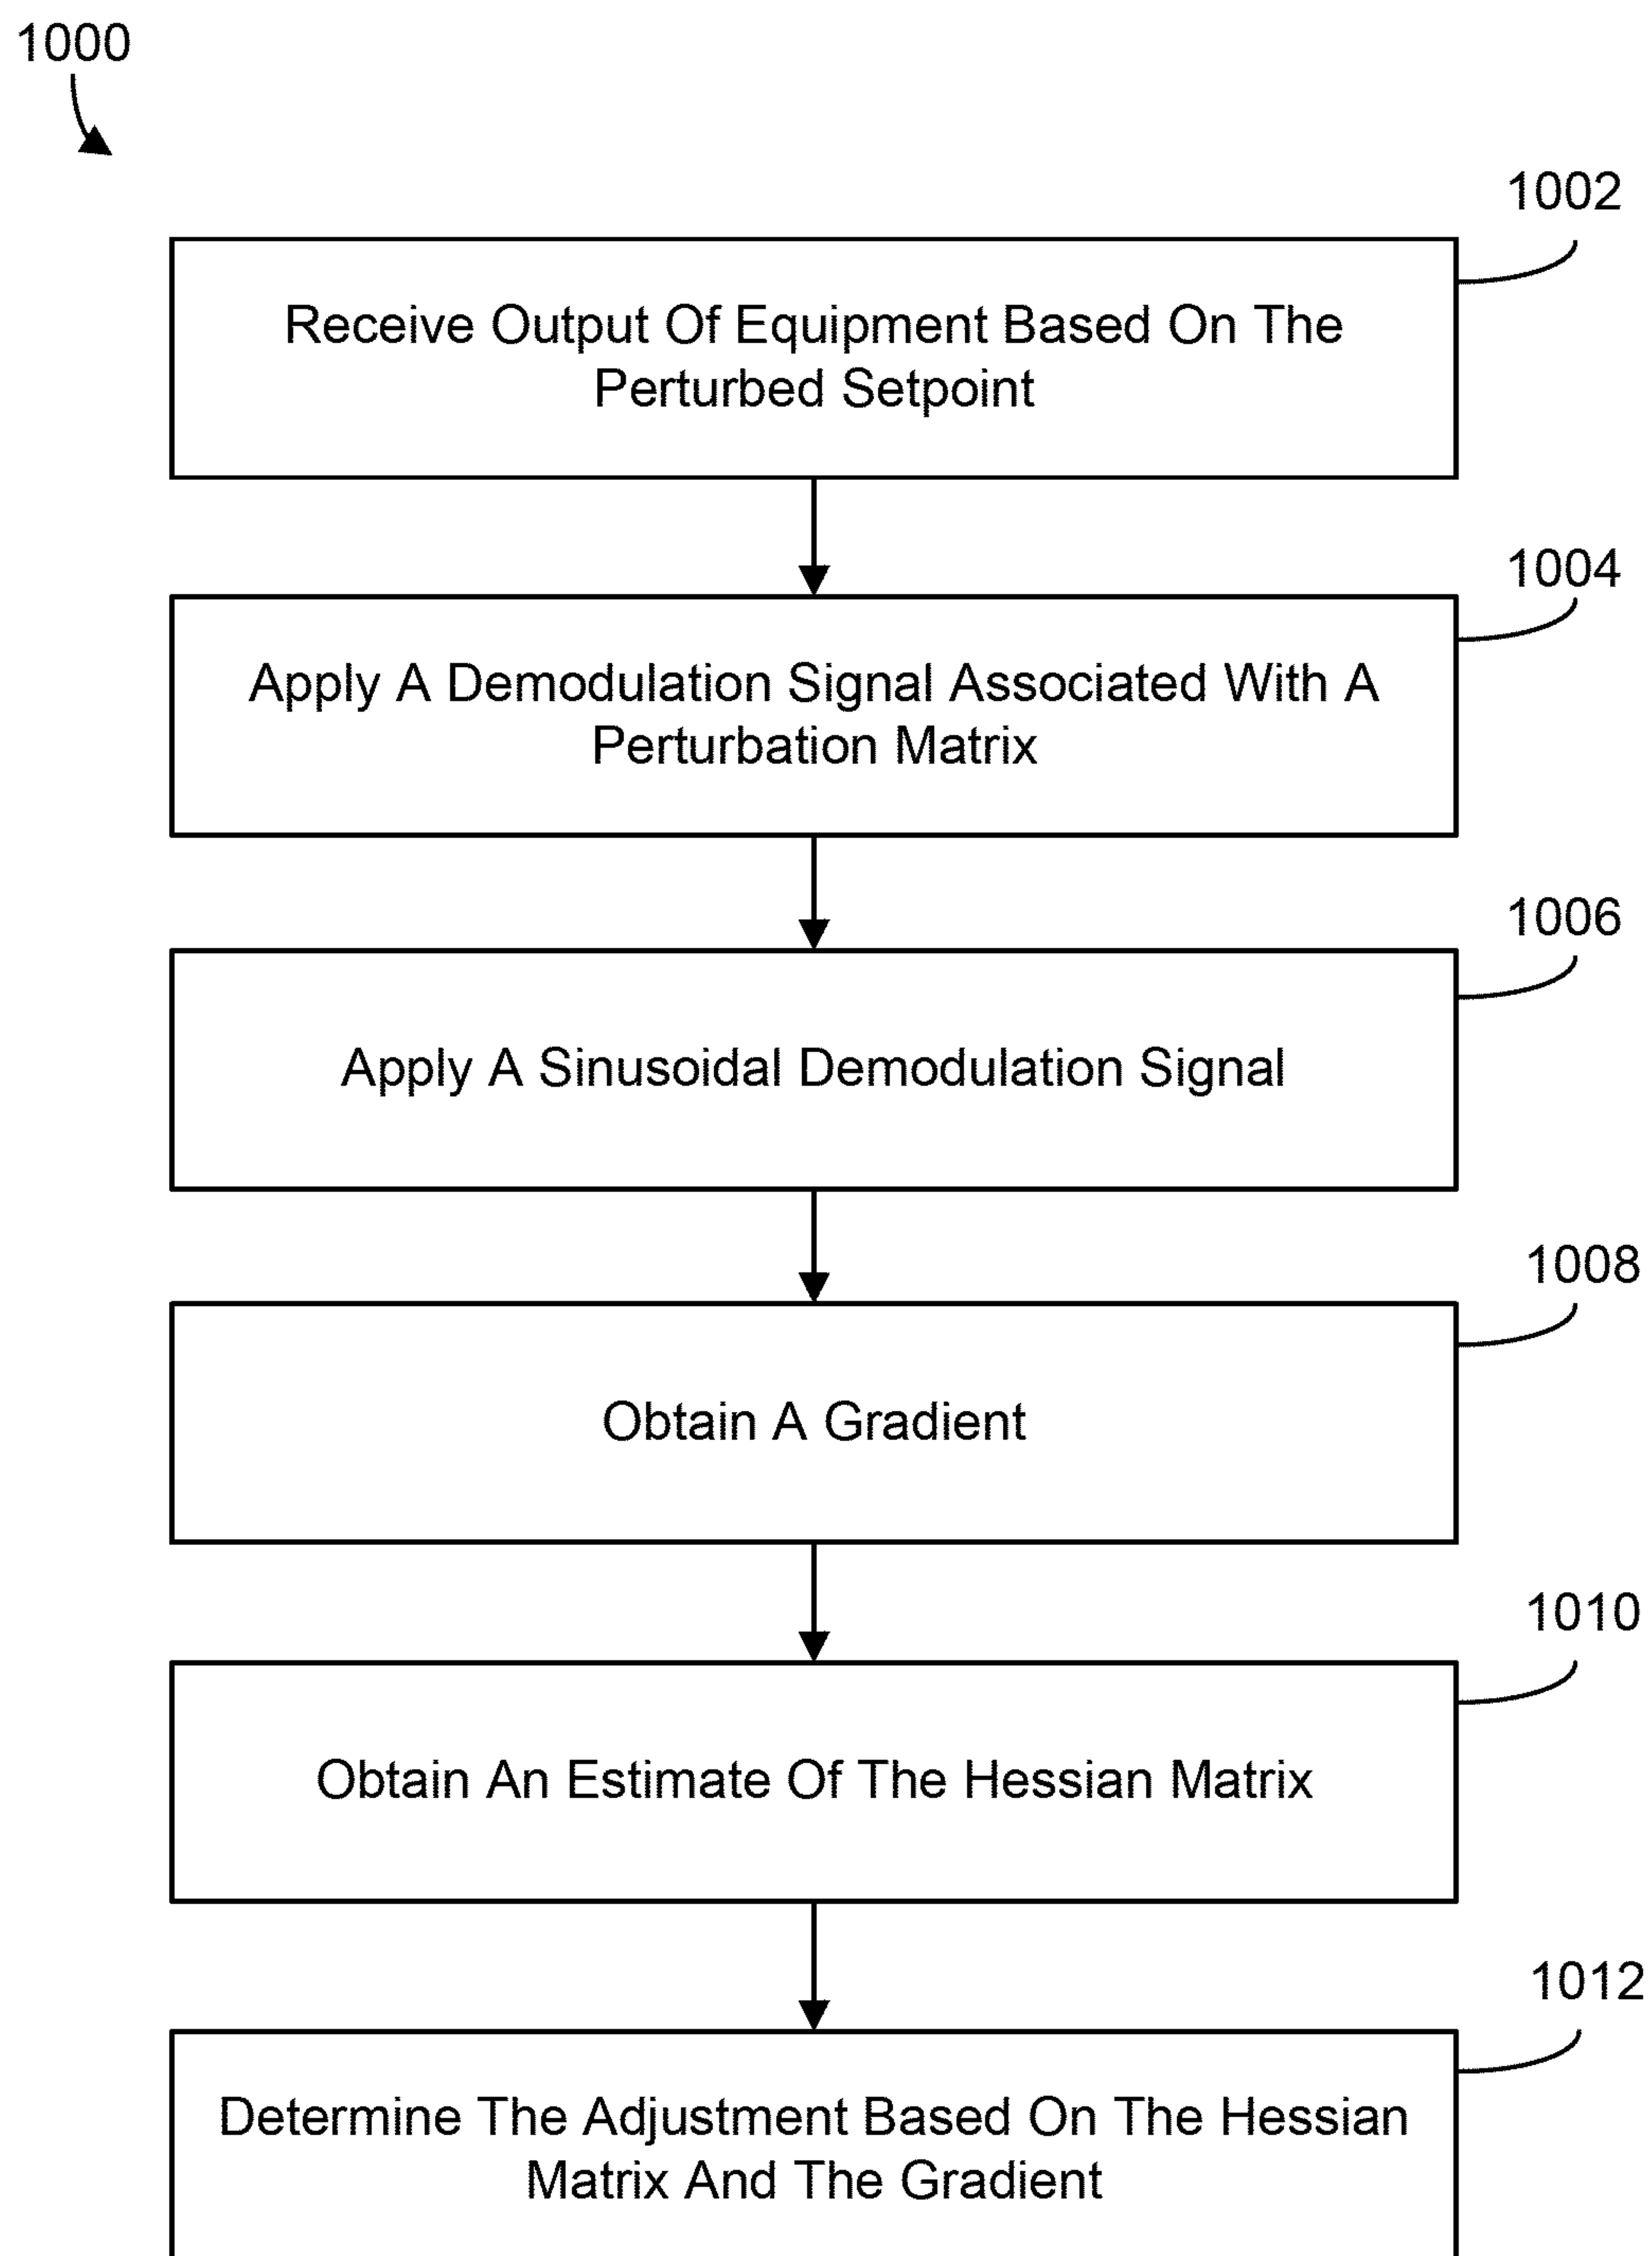 1000
1002
Receive Output Of Equipment Based On The
Perturbed Setpoint
1004
Apply A Demodulation Signal Associated With A
Perturbation Matrix
1006
Apply A Sinusoidal Demodulation Signal
1008
Obtain A Gradient
1010
Obtain An Estimate Of The Hessian Matrix
1012
Determine The Adjustment Based On The Hessian
Matrix And The Gradient